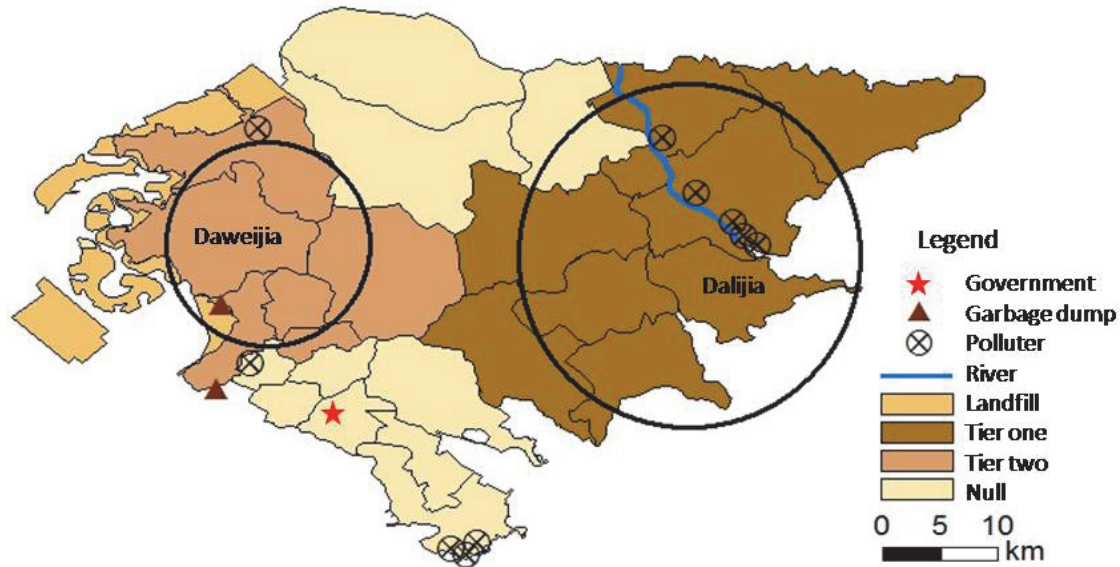 Daweijia
Dalijia
Legend
Government
Garbage dump
Polluter
River
Landfill
Tier one
Tier two
Null
0 5 10
km